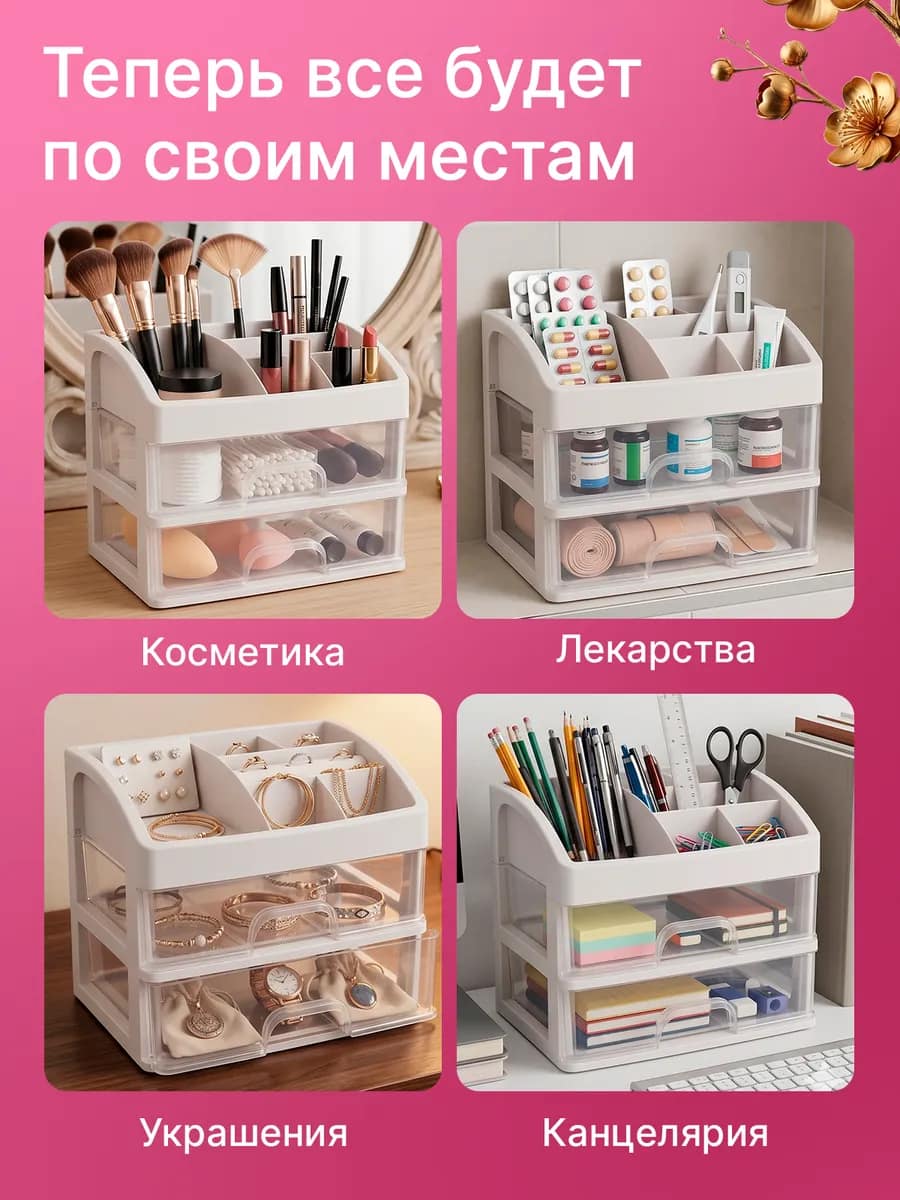 Теперь все будет
по своим местам
Косметика
Лекарства
Украшения
Канцелярия